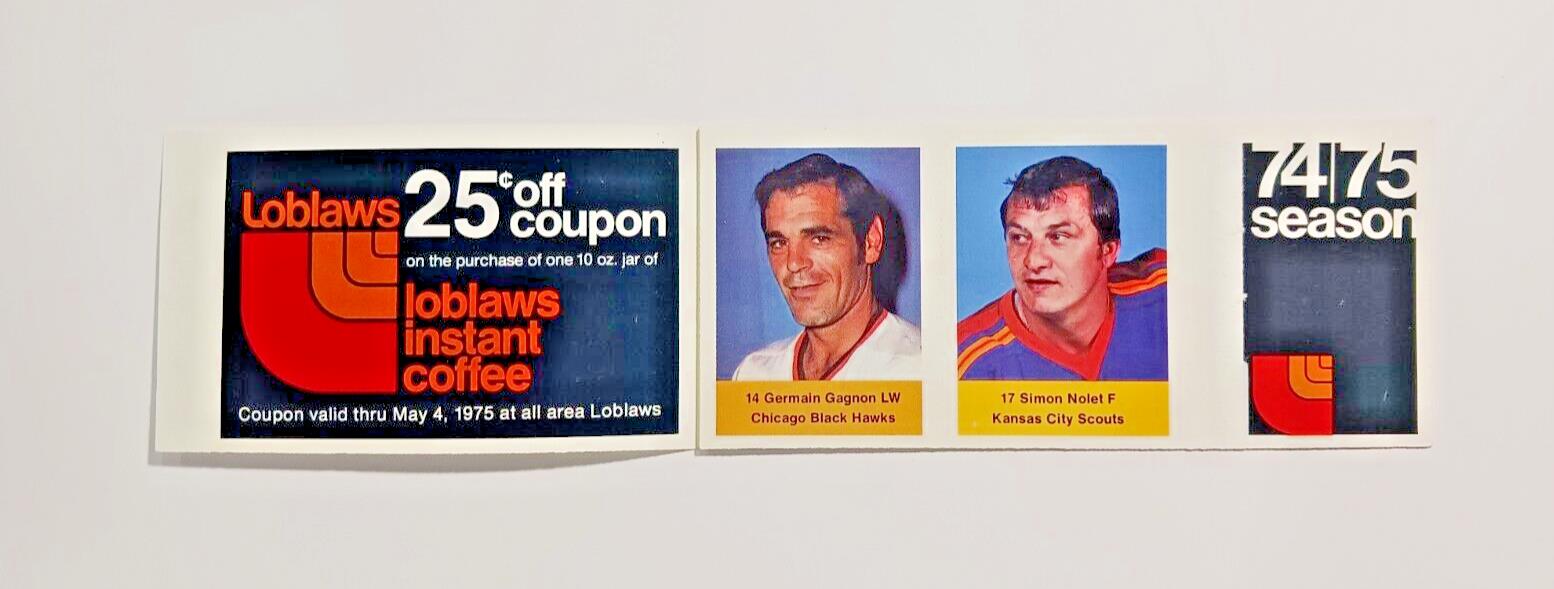 Loblaws
25¢ off
coupon
on the purchase of one 10 oz. jar of
loblaws
instant
coffee
Coupon valid thru May 4, 1975 at all area Loblaws
14 Germain Gagnon LW
Chicago Black Hawks
17 Simon Nolet F
Kansas City Scouts
74|75
season